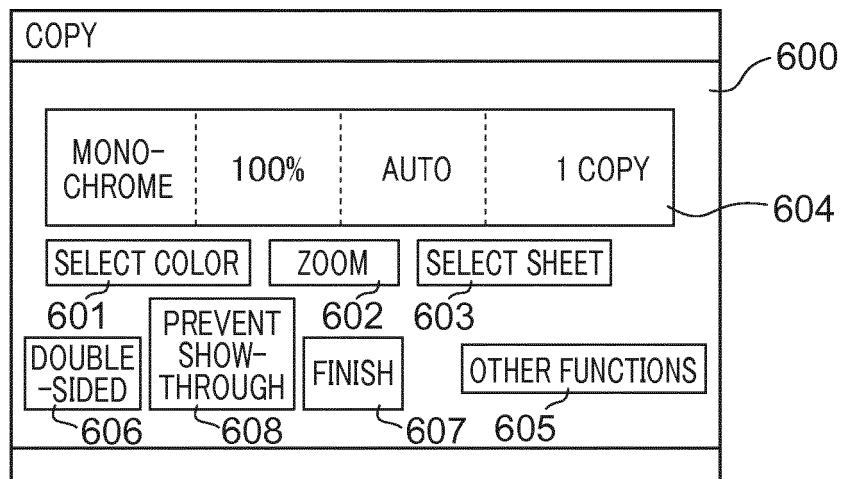 COPY
600
MONO-
CHROME
100%
AUTO
1 COPY
604
SELECT COLOR
ZOOM
SELECT SHEET
601
602
603
PREVENT
SHOW-
THROUGH
DOUBLE
-SIDED
FINISH
OTHER FUNCTIONS
606
608
607
605